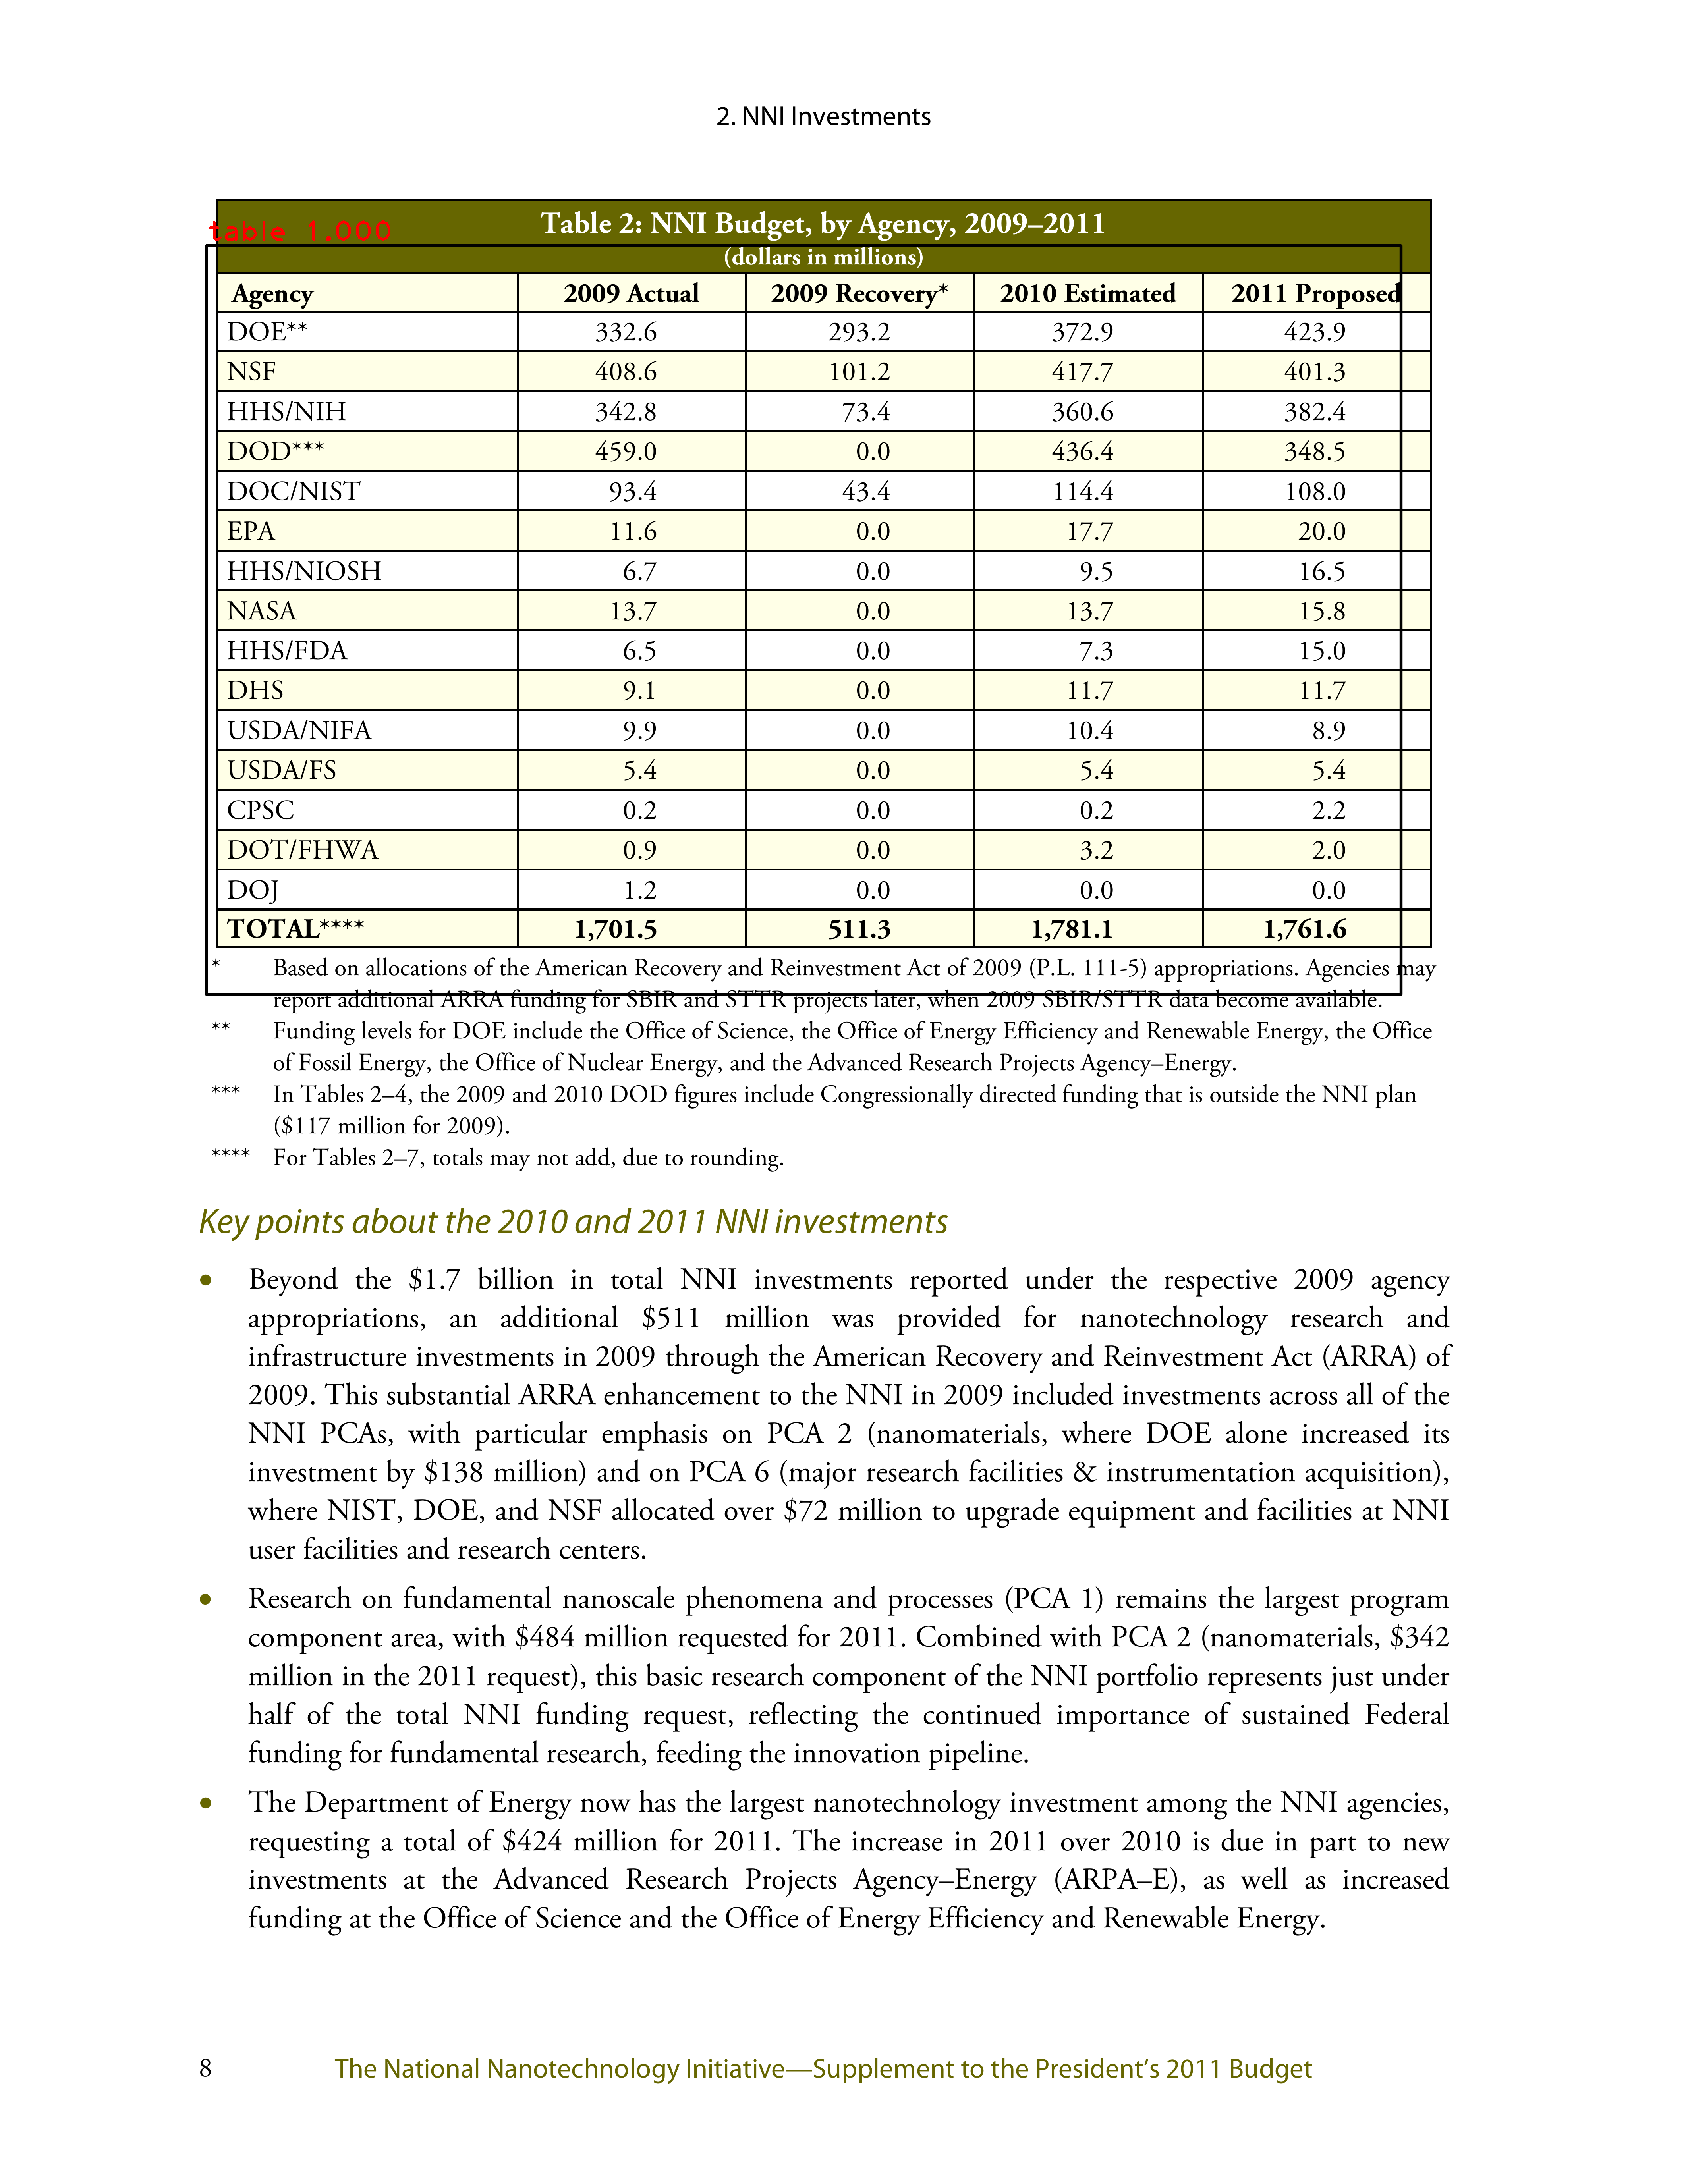 2. NNI Investments
table 1.000
Table 2: NNI Budget, by Agency, 2009–2011
(dollars in millions)
Agency 2009 Actual 2009 Recovery* 2010 Estimated 2011 Proposed
DOE** 332.6 293.2 372.9 423.9
NSF 408.6 101.2 417.7 401.3
HHS/NIH 342.8 73.4 360.6 382.4
DOD*** 459.0 0.0 436.4 348.5
DOC/NIST 93.4 43.4 114.4 108.0
EPA 11.6 0.0 17.7 20.0
HHS/NIOSH 6.7 0.0 9.5 16.5
NASA 13.7 0.0 13.7 15.8
HHS/FDA 6.5 0.0 7.3 15.0
DHS 9.1 0.0 11.7 11.7
USDA/NIFA 9.9 0.0 10.4 8.9
USDA/FS 5.4 0.0 5.4 5.4
CPSC 0.2 0.0 0.2 2.2
DOT/FHWA 0.9 0.0 3.2 2.0
DOJ 1.2 0.0 0.0 0.0
TOTAL**** 1,701.5 511.3 1,781.1 1,761.6
* Based on allocations of the American Recovery and Reinvestment Act of 2009 (P.L. 111-5) appropriations. Agencies may
report additional ARRA funding for SBIR and STTR projects later, when 2009 SBIR/STTR data become available.
** Funding levels for DOE include the Office of Science, the Office of Energy Efficiency and Renewable Energy, the Office
of Fossil Energy, the Office of Nuclear Energy, and the Advanced Research Projects Agency–Energy.
*** In Tables 2–4, the 2009 and 2010 DOD figures include Congressionally directed funding that is outside the NNI plan
($117 million for 2009).
**** For Tables 2–7, totals may not add, due to rounding.
Key points about the 2010 and 2011 NNI investments
• Beyond the $1.7 billion in total NNI investments reported under the respective 2009 agency
appropriations, an additional $511 million was provided for nanotechnology research and
infrastructure investments in 2009 through the American Recovery and Reinvestment Act (ARRA) of
2009. This substantial ARRA enhancement to the NNI in 2009 included investments across all of the
NNI PCAs, with particular emphasis on PCA 2 (nanomaterials, where DOE alone increased its
investment by $138 million) and on PCA 6 (major research facilities & instrumentation acquisition),
where NIST, DOE, and NSF allocated over $72 million to upgrade equipment and facilities at NNI
user facilities and research centers.
• Research on fundamental nanoscale phenomena and processes (PCA 1) remains the largest program
component area, with $484 million requested for 2011. Combined with PCA 2 (nanomaterials, $342
million in the 2011 request), this basic research component of the NNI portfolio represents just under
half of the total NNI funding request, reflecting the continued importance of sustained Federal
funding for fundamental research, feeding the innovation pipeline.
• The Department of Energy now has the largest nanotechnology investment among the NNI agencies,
requesting a total of $424 million for 2011. The increase in 2011 over 2010 is due in part to new
investments at the Advanced Research Projects Agency–Energy (ARPA–E), as well as increased
funding at the Office of Science and the Office of Energy Efficiency and Renewable Energy.
8 The National Nanotechnology Initiative—Supplement to the President’s 2011 Budget